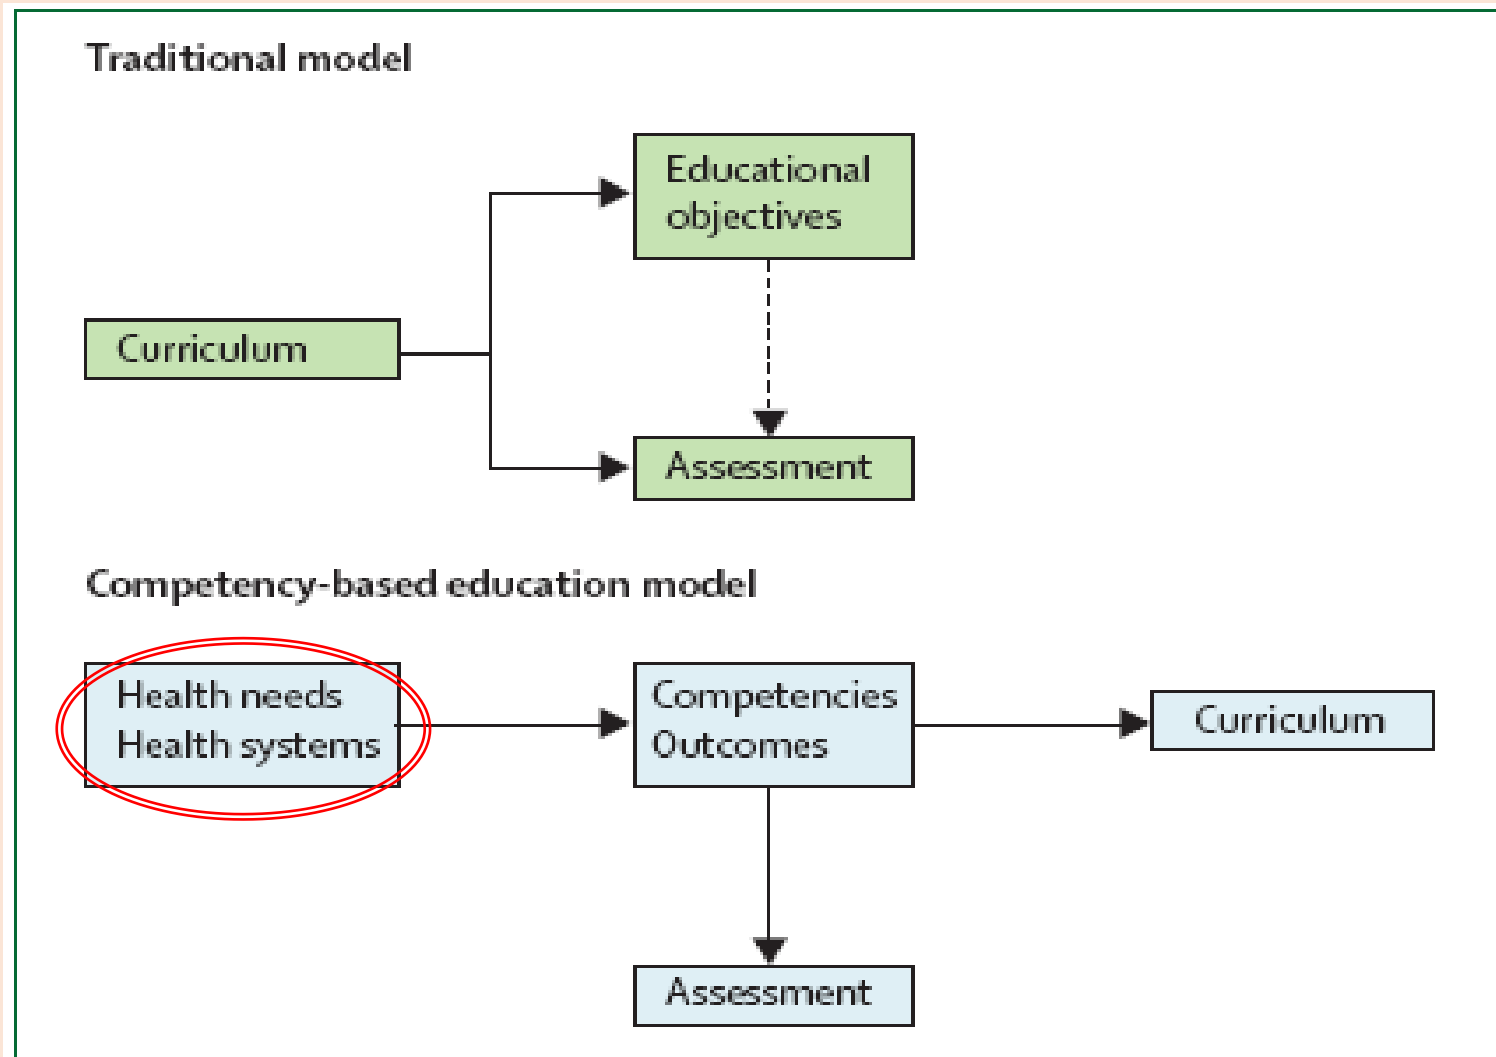 Traditional model
Educational
objectives
Curriculum
Assessment
Competency-based education model
Health needs
Health systems
Competencies
Outcomes
Curriculum
Assessment